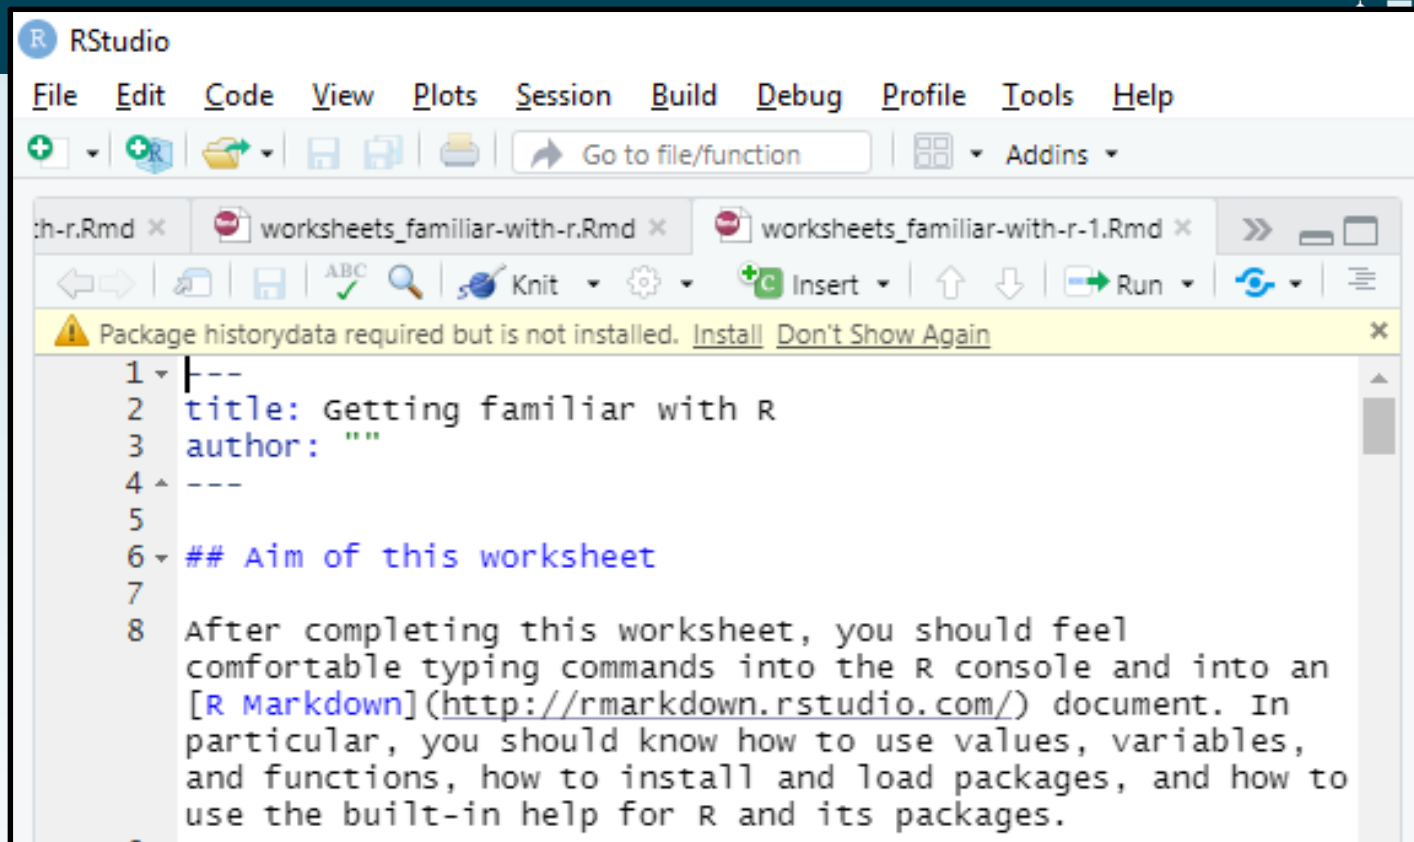 RStudio
File Edit Code View Plots Session Build Debug Profile Tools Help
Go to file/function Addins
th-r.Rmd worksheets_familiar-with-r.Rmd worksheets_familiar-with-r-1.Rmd
ABC Knit Insert Run
Package historydata required but is not installed. Install Don't Show Again
1 ---
2 title: Getting familiar with R
3 author: ""
4 ---
5
6 ## Aim of this worksheet
7
8 After completing this worksheet, you should feel
comfortable typing commands into the R console and into an
[R Markdown](http://rmarkdown.rstudio.com/) document. In
particular, you should know how to use values, variables,
and functions, how to install and load packages, and how to
use the built-in help for R and its packages.